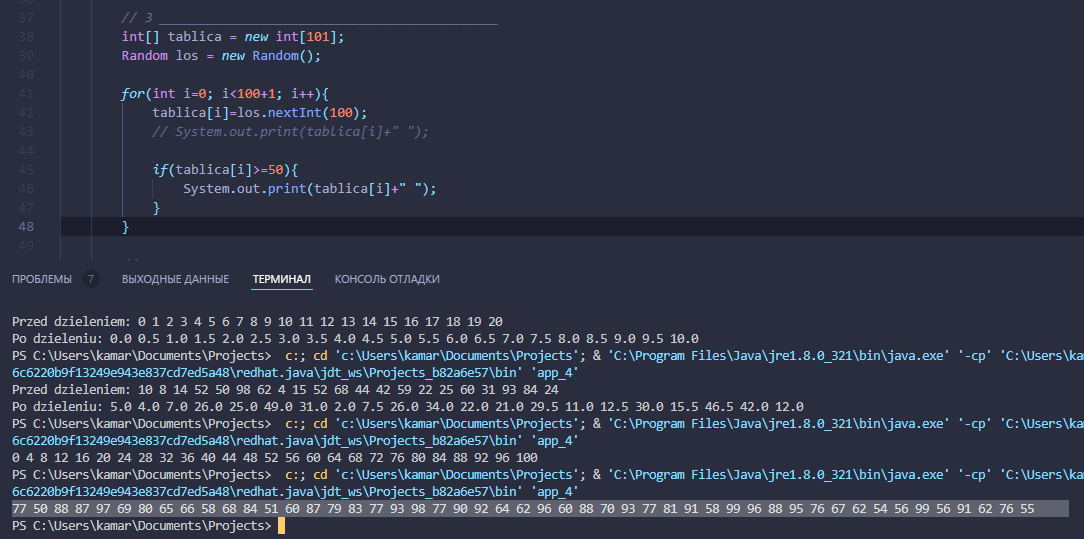 37 // 3 ____________________________________________
38 int[] tablica = new int[101];
39 Random los = new Random();
40
41 for(int i=0; i<100+1; i++){
42 tablica[i]=los.nextInt(100);
43 // System.out.print(tablica[i]+" ");
44
45 if(tablica[i]>=50){
46 System.out.print(tablica[i]+" ");
47 }
48 }
49
ПРОБЛЕМЫ 7 ВЫХОДНЫЕ ДАННЫЕ ТЕРМИНАЛ КОНСОЛЬ ОТЛАДКИ
Przed dzieleniem: 0 1 2 3 4 5 6 7 8 9 10 11 12 13 14 15 16 17 18 19 20
Po dzieleniu: 0.0 0.5 1.0 1.5 2.0 2.5 3.0 3.5 4.0 4.5 5.0 5.5 6.0 6.5 7.0 7.5 8.0 8.5 9.0 9.5 10.0
PS C:\Users\kamar\Documents\Projects> c:; cd 'c:\Users\kamar\Documents\Projects'; & 'C:\Program Files\Java\jre1.8.0_321\bin\java.exe' '-cp' 'C:\Users\ka
6c6220b9f13249e943e837cd7ed5a48\redhat.java\jdt_ws\Projects_b82a6e57\bin' 'app_4'
Przed dzieleniem: 10 8 14 52 50 98 62 4 15 52 68 44 42 59 22 25 60 31 93 84 24
Po dzieleniu: 5.0 4.0 7.0 26.0 25.0 49.0 31.0 2.0 7.5 26.0 34.0 22.0 21.0 29.5 11.0 12.5 30.0 15.5 46.5 42.0 12.0
PS C:\Users\kamar\Documents\Projects> c:; cd 'c:\Users\kamar\Documents\Projects'; & 'C:\Program Files\Java\jre1.8.0_321\bin\java.exe' '-cp' 'C:\Users\ka
6c6220b9f13249e943e837cd7ed5a48\redhat.java\jdt_ws\Projects_b82a6e57\bin' 'app_4'
0 4 8 12 16 20 24 28 32 36 40 44 48 52 56 60 64 68 72 76 80 84 88 92 96 100
PS C:\Users\kamar\Documents\Projects> c:; cd 'c:\Users\kamar\Documents\Projects'; & 'C:\Program Files\Java\jre1.8.0_321\bin\java.exe' '-cp' 'C:\Users\ka
6c6220b9f13249e943e837cd7ed5a48\redhat.java\jdt_ws\Projects_b82a6e57\bin' 'app_4'
77 50 88 87 97 69 80 65 66 58 68 84 51 60 87 79 83 77 93 98 77 90 92 64 62 96 60 88 70 93 77 81 91 58 99 96 88 95 76 67 62 54 56 99 56 91 62 76 55
PS C:\Users\kamar\Documents\Projects>